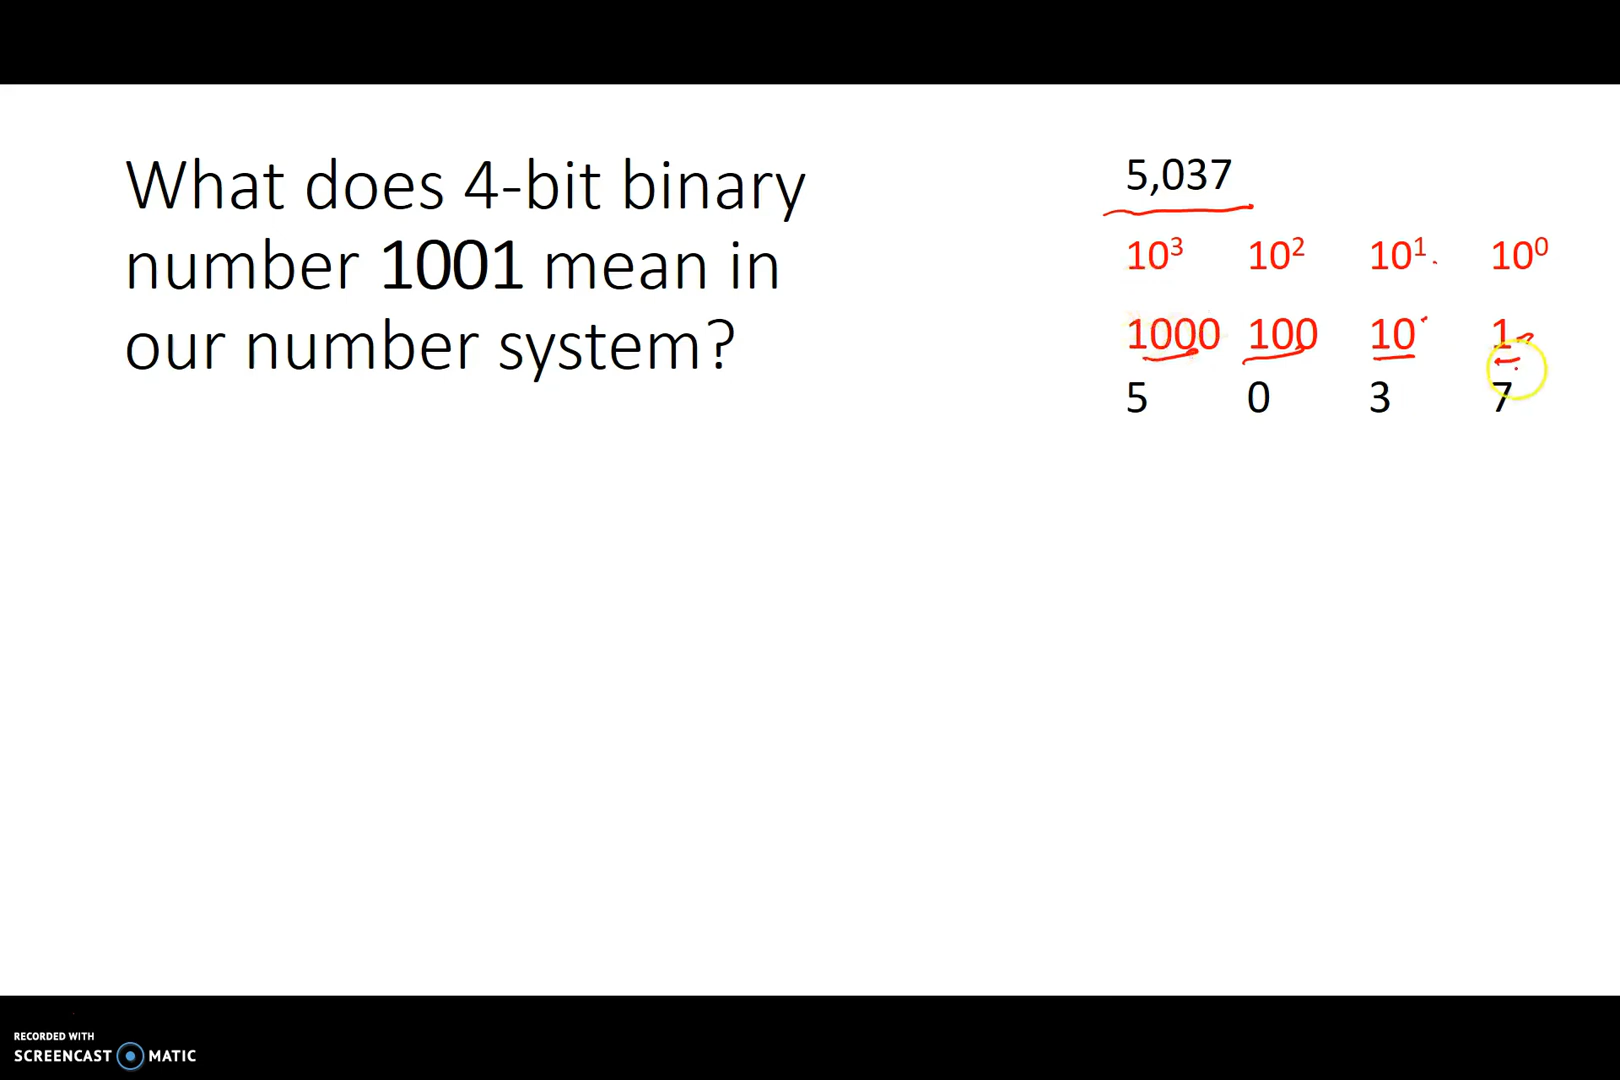 What does 4-bit binary
number 1001 mean in
our number system?
5,037
10³ 10² 10¹ 10⁰
1000 100 10 1
5 0 3 7
RECORDED WITH
SCREENCAST MATIC